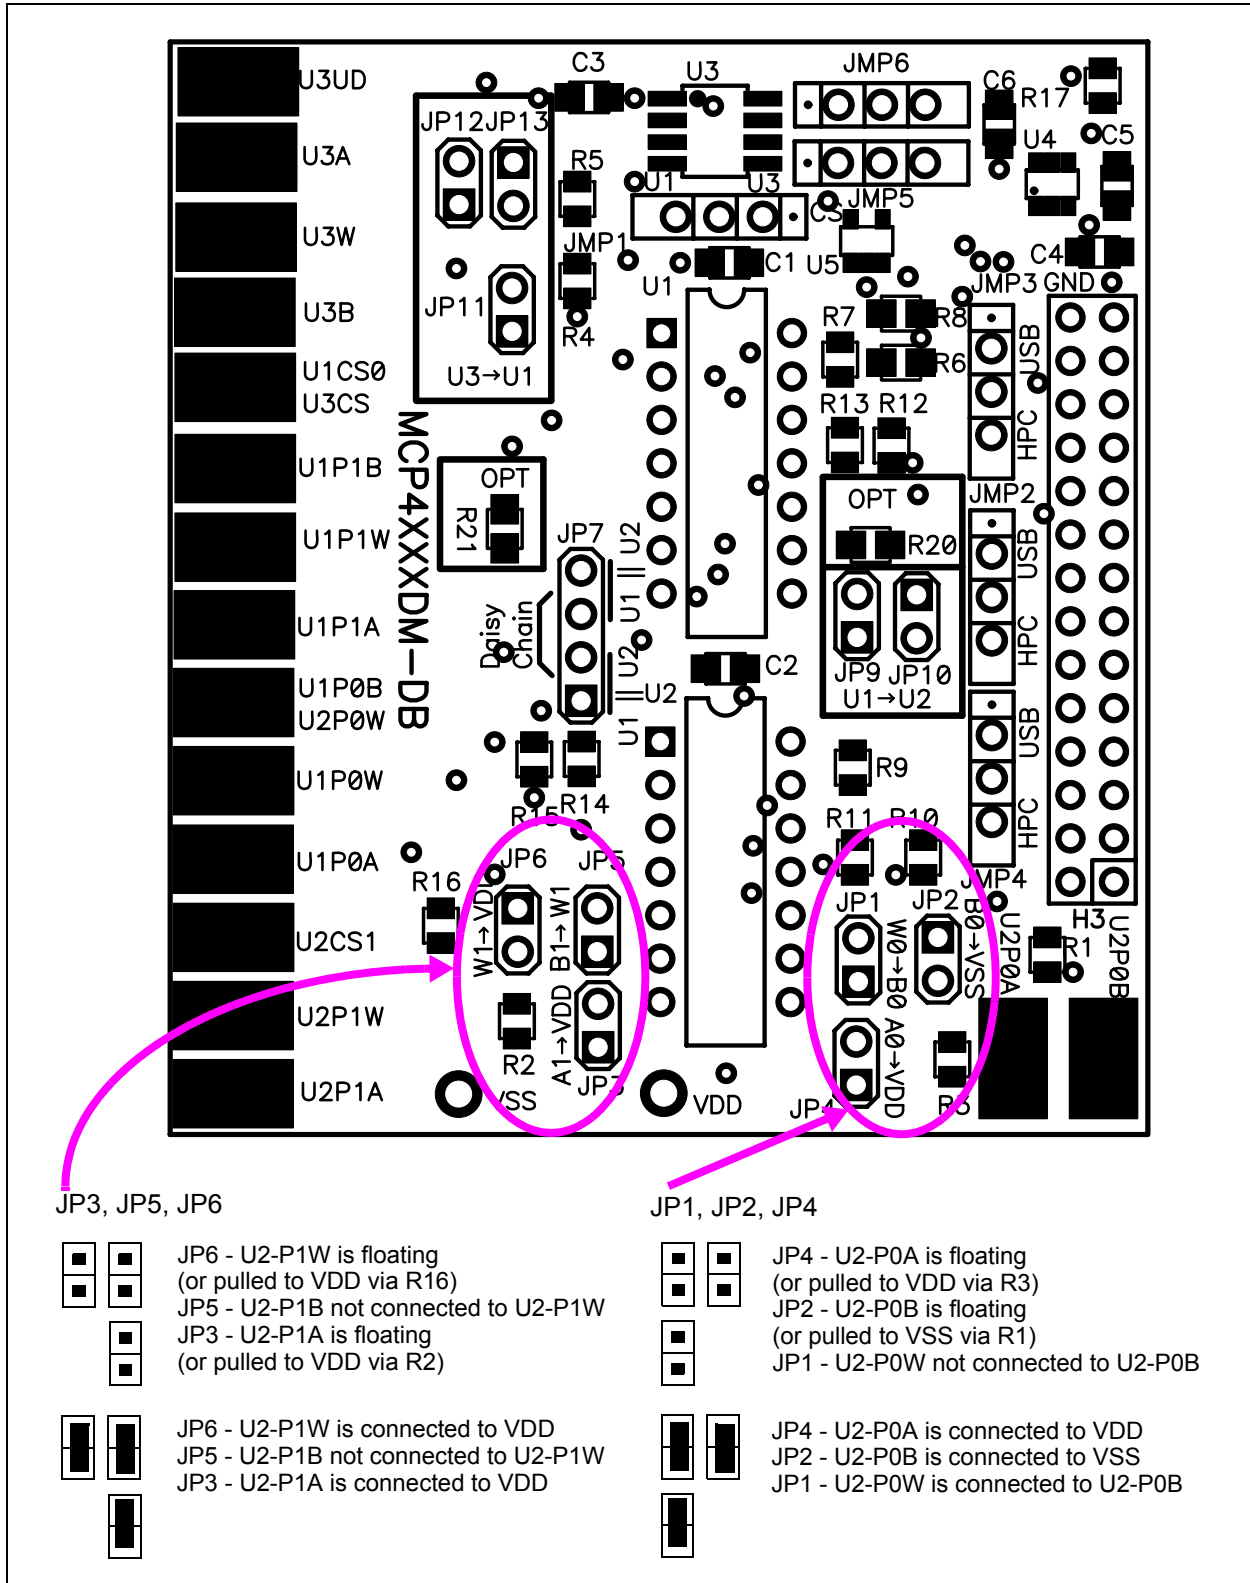 U3UD
U3A
U3W
U3B
U1CS0
U3CS
U1P1B
U1P1W
U1P1A
U1P0B
U2P0W
U1P0W
U1P0A
U2CS1
U2P1W
U2P1A
MCP4XXXDM-DB
JP12
JP13
JP11
U3→U1
C3
R5
JMP1
R4
U3
JMP6
U1
U3
CS
JMP5
U5
C6
R17
U4
C5
C4
C1
U1
JMP3
GND
R7
R8
R6
R13
R12
USB
HPC
OPT
R21
JP7
U2
U1
U2
U1
Daisy
Chain
OPT
R20
JP9
JP10
U1→U2
JMP2
USB
HPC
C2
U2
R15
R14
R9
R11
R10
USB
HPC
JMP4
H3
R16
JP6
JP5
W1→VDD
B1→W1
R2
A1→VDD
JP3
VSS
VDD
JP1
JP2
W0→B0
B0→VSS
A0→VDD
JP4
R3
U2P0A
R1
U2P0B
JP3, JP5, JP6
JP6 - U2-P1W is floating
(or pulled to VDD via R16)
JP5 - U2-P1B not connected to U2-P1W
JP3 - U2-P1A is floating
(or pulled to VDD via R2)
JP6 - U2-P1W is connected to VDD
JP5 - U2-P1B not connected to U2-P1W
JP3 - U2-P1A is connected to VDD
JP1, JP2, JP4
JP4 - U2-P0A is floating
(or pulled to VDD via R3)
JP2 - U2-P0B is floating
(or pulled to VSS via R1)
JP1 - U2-P0W not connected to U2-P0B
JP4 - U2-P0A is connected to VDD
JP2 - U2-P0B is connected to VSS
JP1 - U2-P0W is connected to U2-P0B